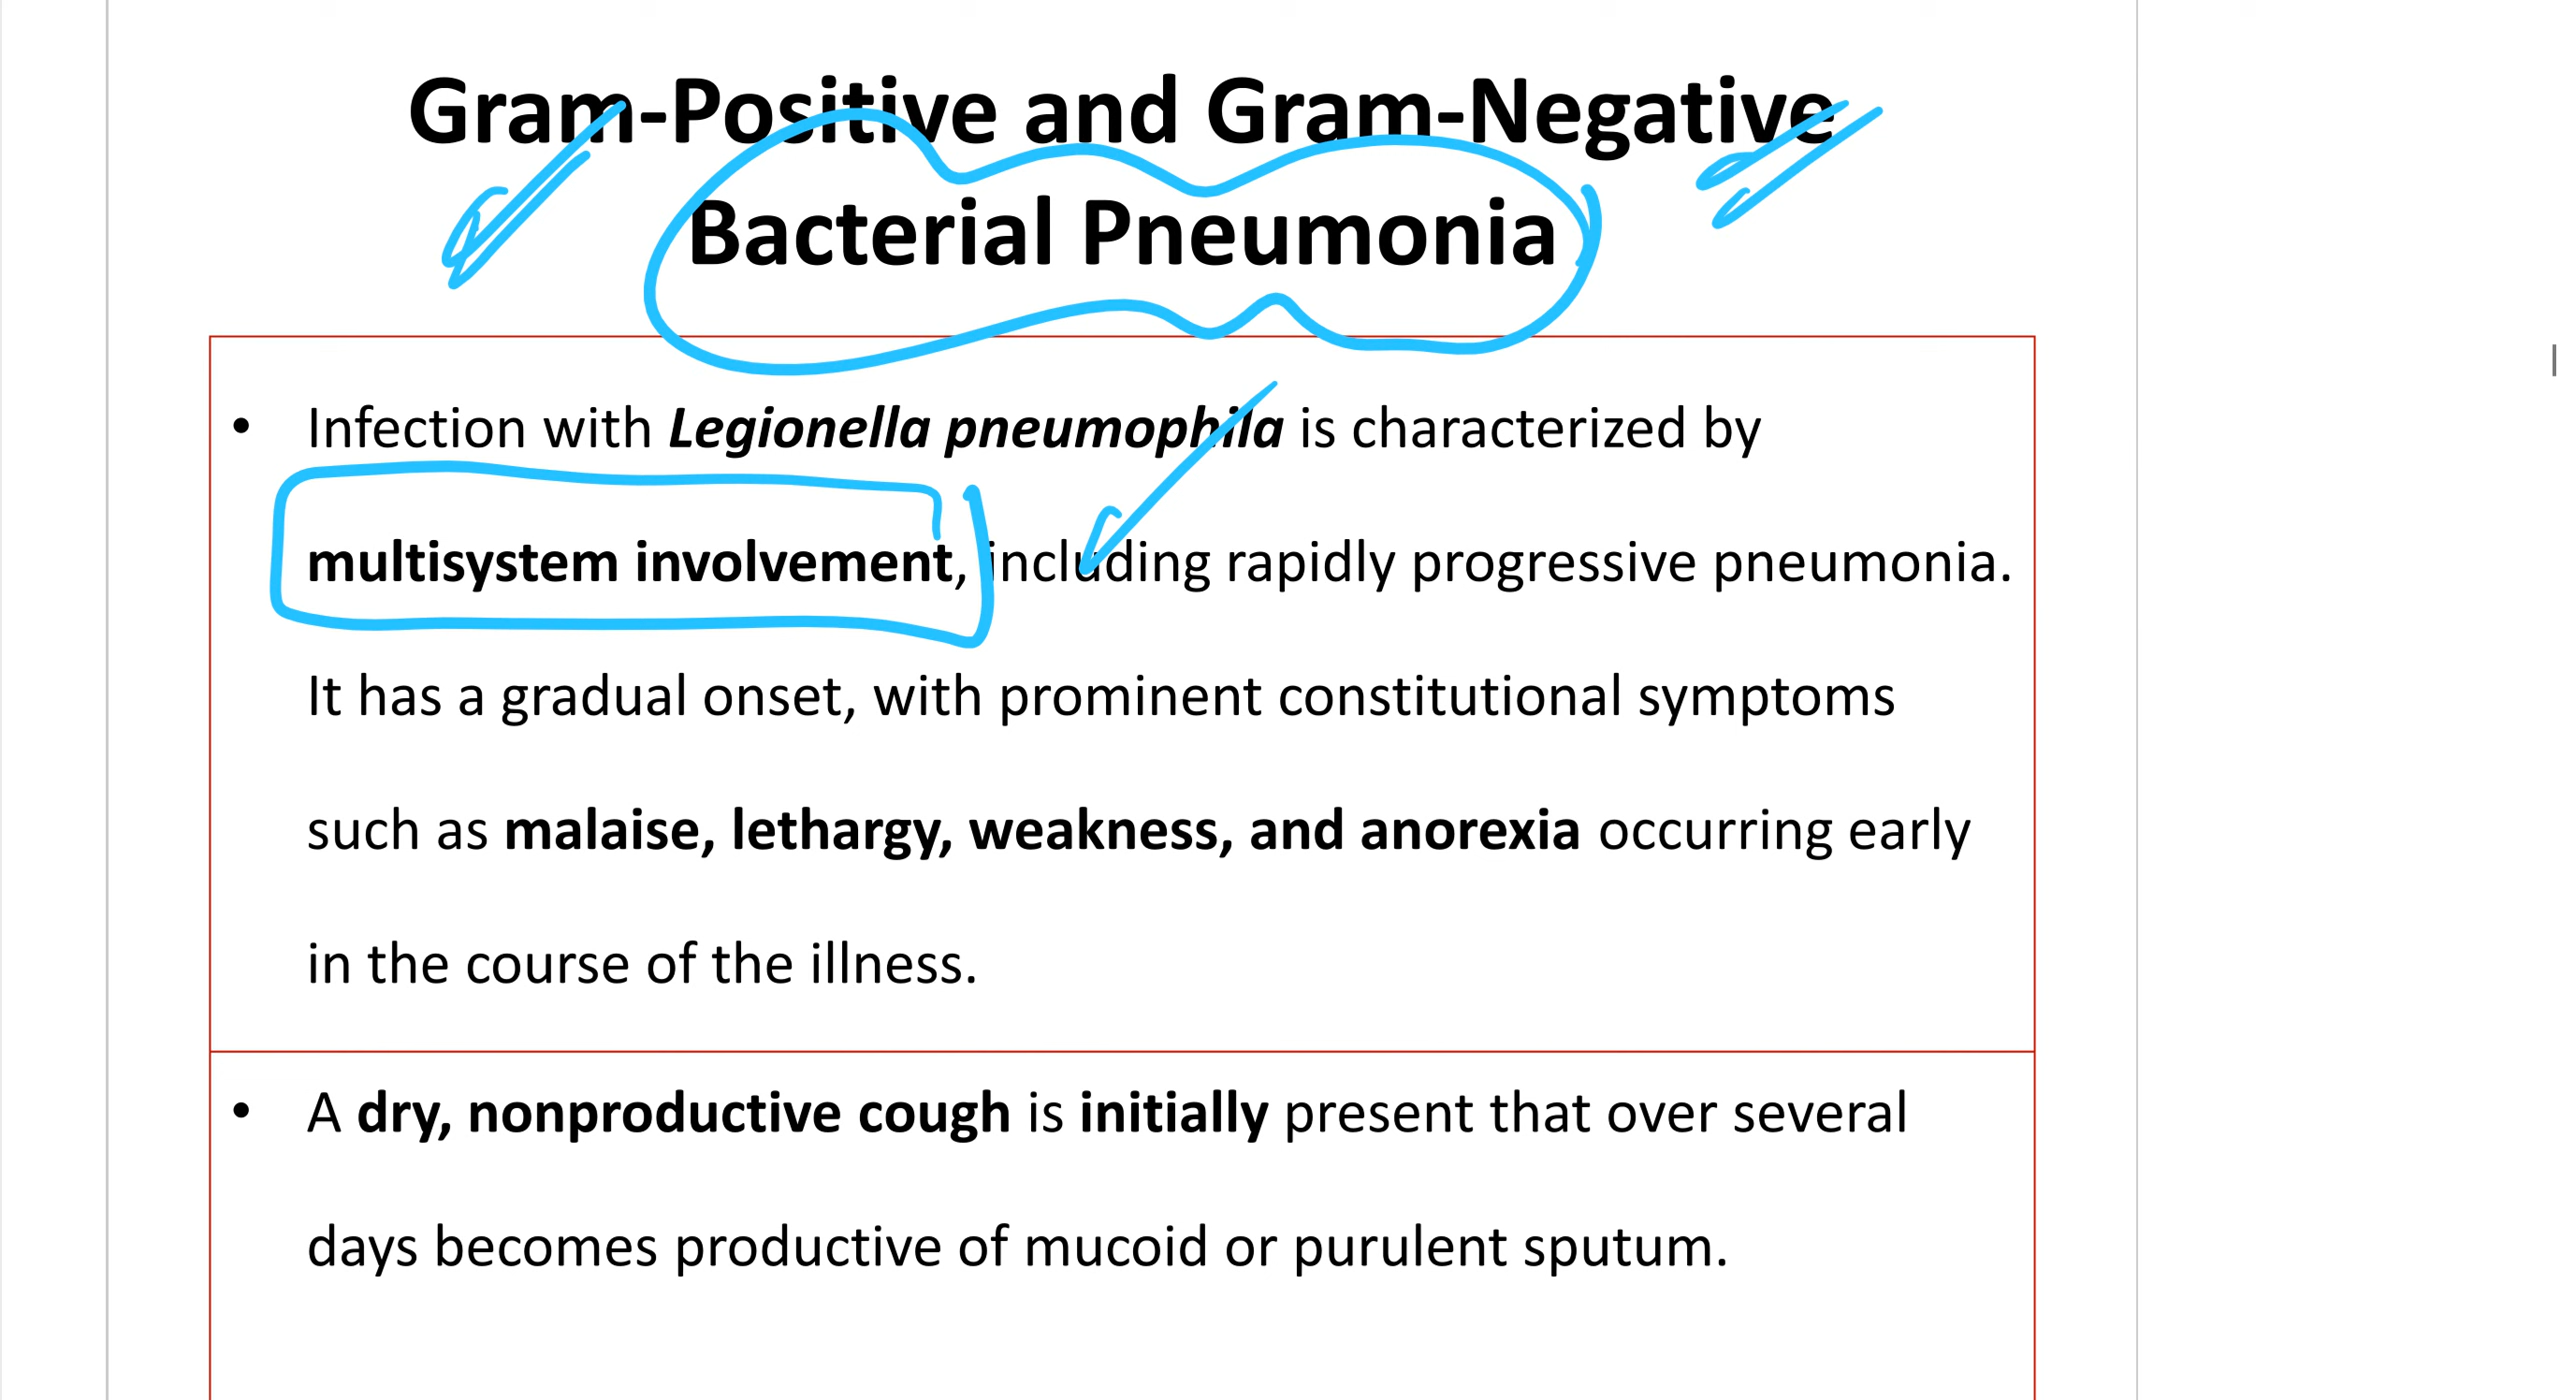 Gram-Positive and Gram-Negative
Bacterial Pneumonia
• Infection with Legionella pneumophila is characterized by
multisystem involvement, including rapidly progressive pneumonia.
It has a gradual onset, with prominent constitutional symptoms
such as malaise, lethargy, weakness, and anorexia occurring early
in the course of the illness.
• A dry, nonproductive cough is initially present that over several
days becomes productive of mucoid or purulent sputum.